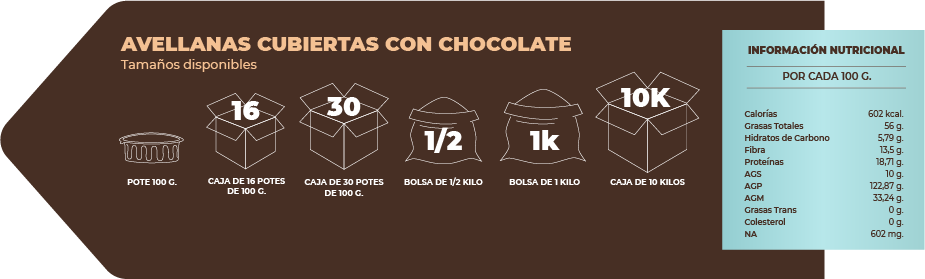 AVELLANAS CUBIERTAS CON CHOCOLATE
Tamaños disponibles
16
30
1/2
1k
10K
POTE 100 G.
CAJA DE 16 POTES
DE 100 G.
CAJA DE 30 POTES
DE 100 G.
BOLSA DE 1/2 KILO
BOLSA DE 1 KILO
CAJA DE 10 KILOS
INFORMACIÓN NUTRICIONAL
POR CADA 100 G.
Calorías 602 kcal.
Grasas Totales 56 g.
Hidratos de Carbono 5,79 g.
Fibra 13,5 g.
Proteínas 18,71 g.
AGS 10 g.
AGP 122,87 g.
AGM 33,24 g.
Grasas Trans 0 g.
Colesterol 0 g.
NA 602 mg.